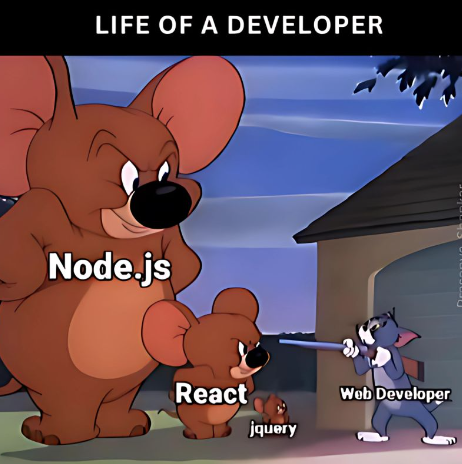 LIFE OF A DEVELOPER
Node.js
React
Web Developer
jquery